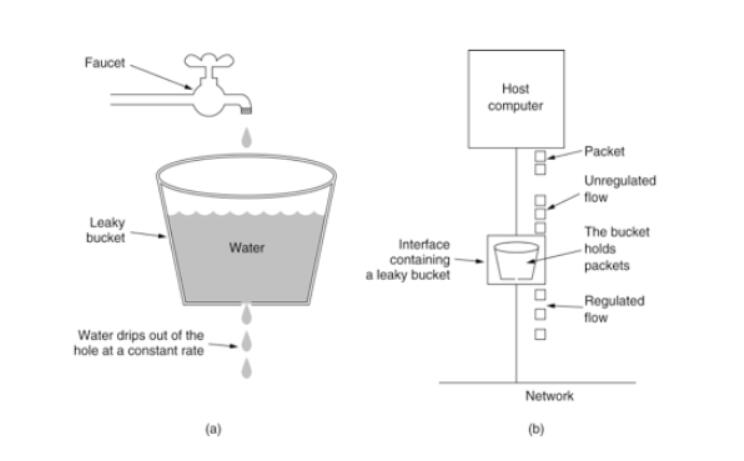 Faucet
Leaky
bucket
Water
Water drips out of the
hole at a constant rate
(a)
Host
computer
Packet
Unregulated
flow
The bucket
holds
packets
Interface
containing
a leaky bucket
Regulated
flow
Network
(b)